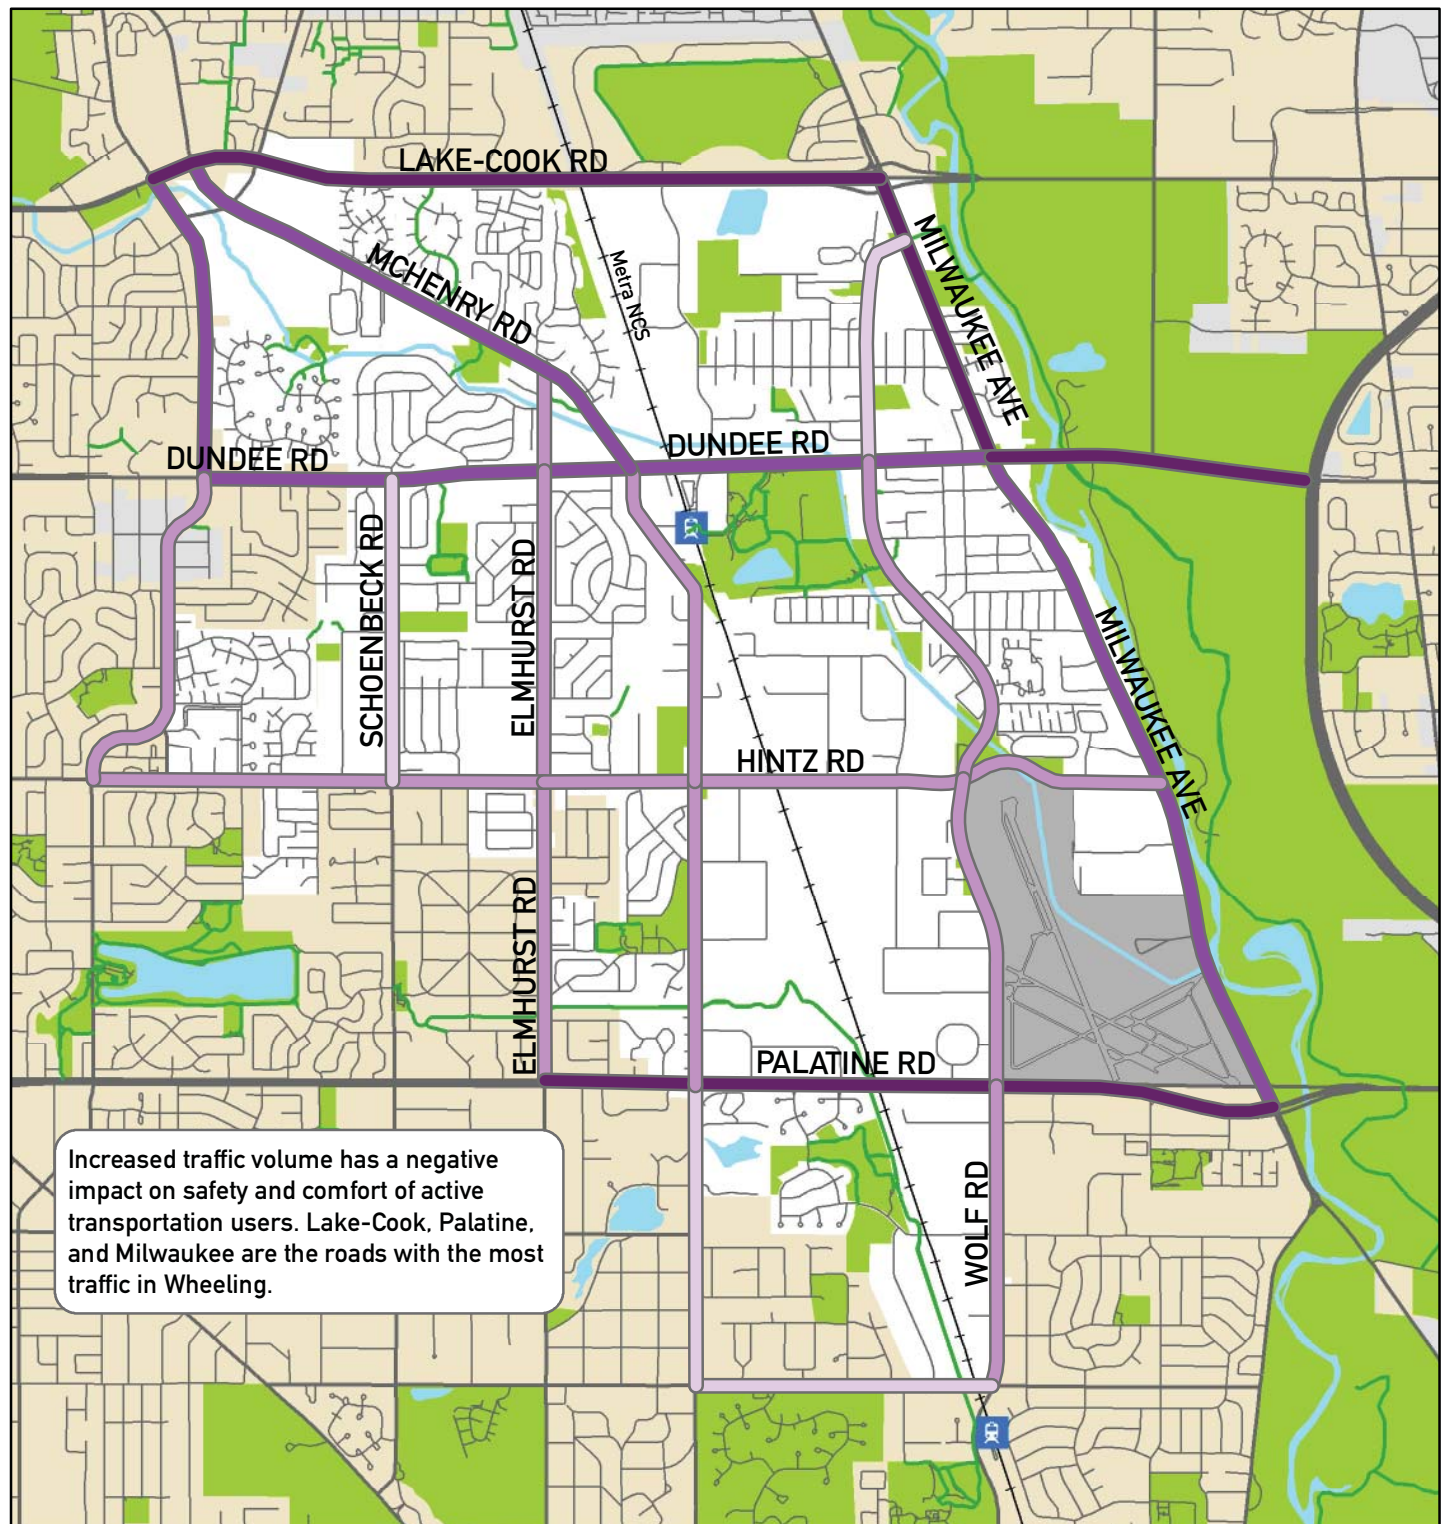 LAKE-COOK RD
MILWAUKEE AVE
MCHENRY RD
Metra NCS
DUNDEE RD
DUNDEE RD
SCHOENBECK RD
ELMHURST RD
MILWAUKEE AVE
HINTZ RD
ELMHURST RD
PALATINE RD
WOLF RD
Increased traffic volume has a negative
impact on safety and comfort of active
transportation users. Lake-Cook, Palatine,
and Milwaukee are the roads with the most
traffic in Wheeling.